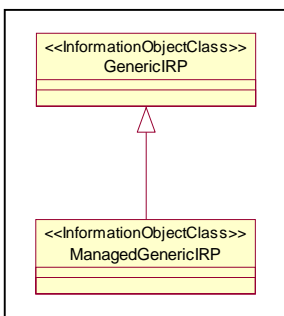 <<InformationObjectClass>>
GenericIRP
<<InformationObjectClass>>
ManagedGenericIRP